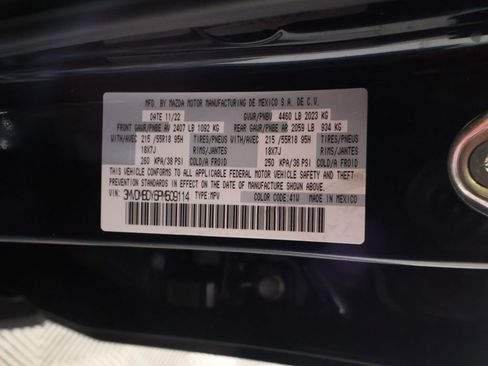 MFD. BY MAZDA MOTOR MANUFACTURING DE MEXICO S.A. DE C.V.
DATE 11/22 GVWR/PNBV 4460 LB 2023 KG
FRONT GAWR/PNBE AV 2407 LB 1092 KG REAR GAWR/PNBE AR 2059 LB 934 KG
WITH/AVEC 215 /55R18 95H TIRES/PNEUS WITH/AVEC 215 /55R18 95H TIRES/PNEUS
18X7J RIMS/JANTES 18X7J RIMS/JANTES
260 KPA/38 PSI COLD/A FROID 250 KPA/36 PSI COLD/A FROID
THIS VEHICLE CONFORMS TO ALL APPLICABLE FEDERAL MOTOR VEHICLE SAFETY AND
THEFT PREVENTION STANDARDS IN EFFECT ON THE DATE OF MANUFACTURE SHOWN ABOVE.
VIN: TYPE:MPV COLOR CODE:41W MADE IN MEXICO